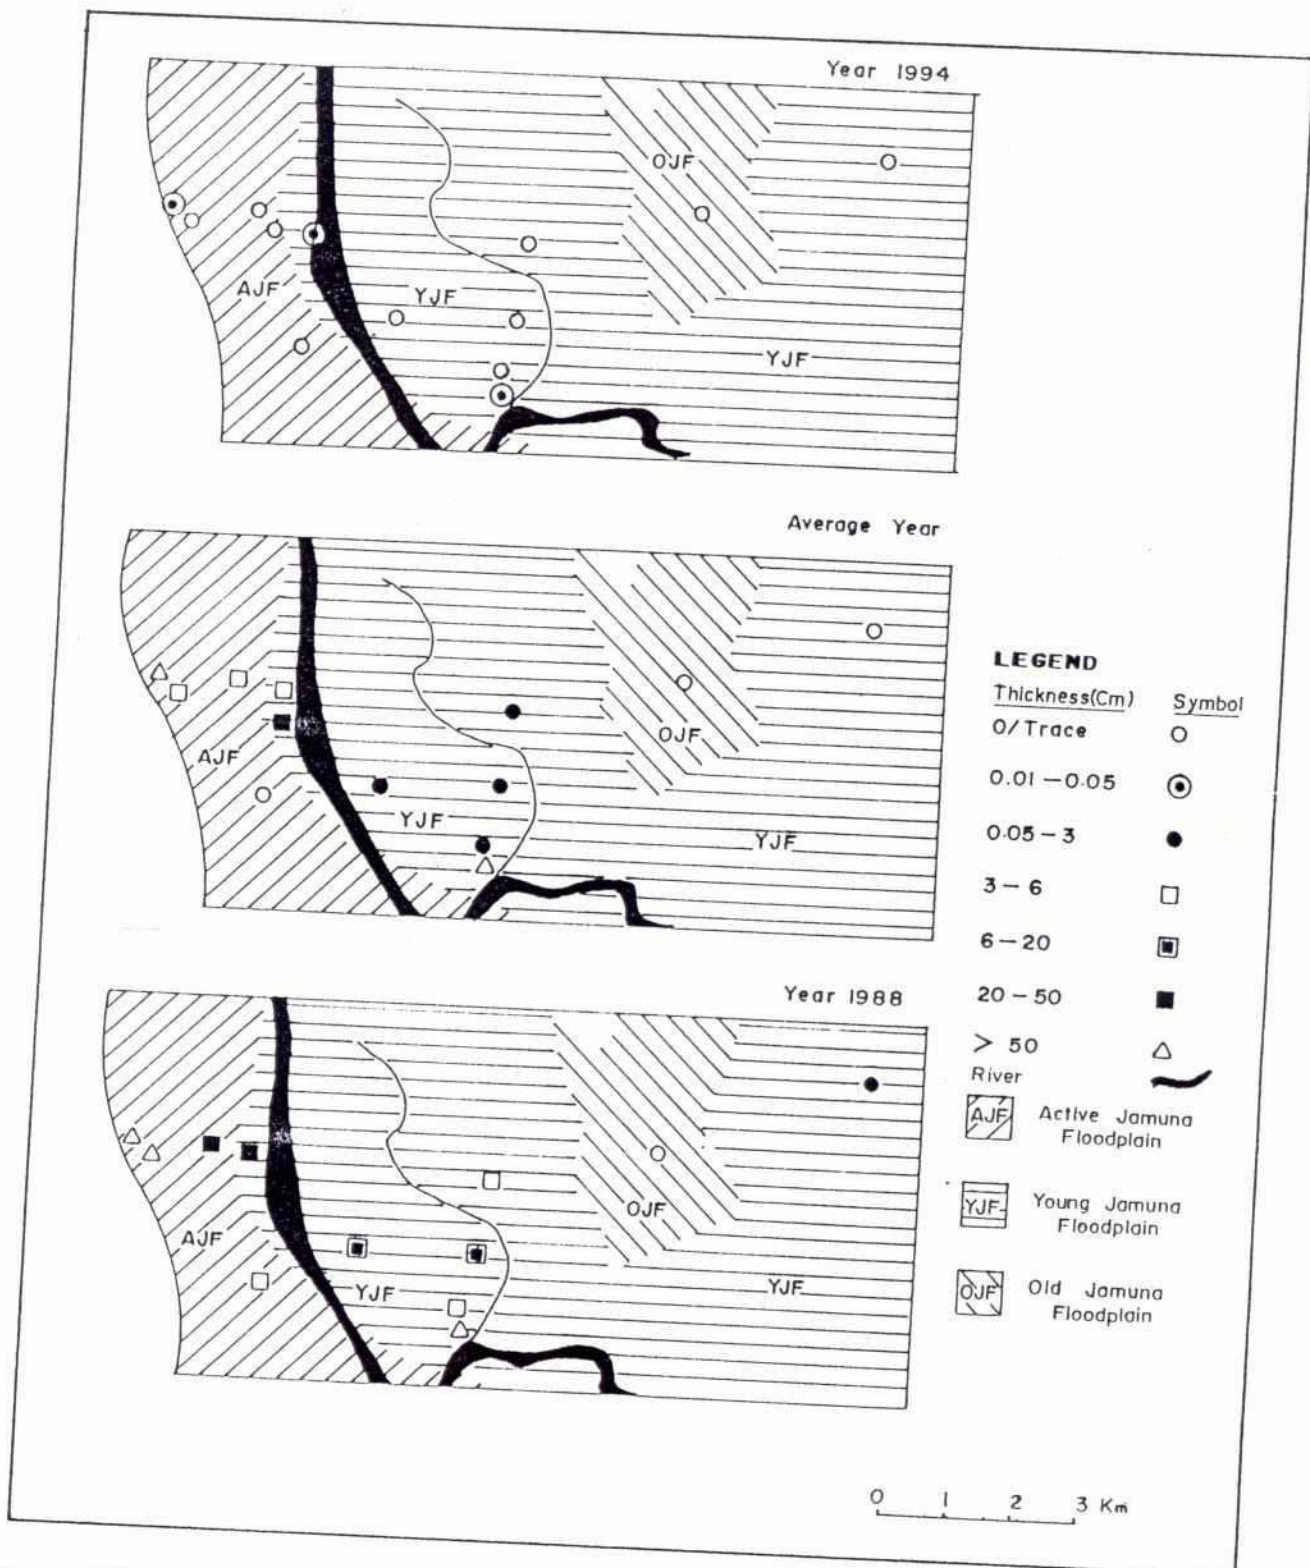 Year 1994
OJF
AJF
YJF
YJF
Average Year
OJF
AJF
YJF
YJF
LEGEND
Thickness(Cm) Symbol
0/Trace
0.01 - 0.05
0.05 - 3
3 - 6
6 - 20
20 - 50
> 50
River
AJF Active Jamuna
Floodplain
YJF Young Jamuna
Floodplain
OJF Old Jamuna
Floodplain
Year 1988
OJF
AJF
YJF
YJF
0 1 2 3 Km